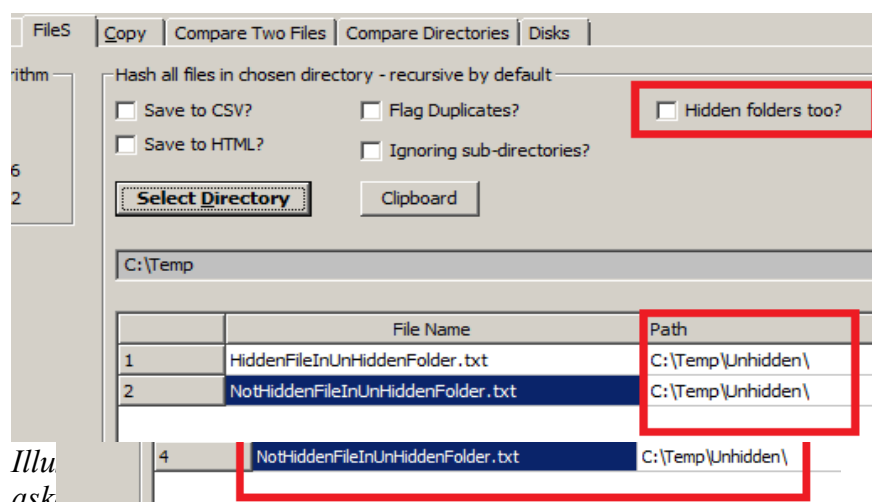 FileS Copy Compare Two Files Compare Directories Disks
rithm Hash all files in chosen directory - recursive by default
Save to CSV? Flag Duplicates? Hidden folders too?
Save to HTML? Ignoring sub-directories?
6
2 Select Directory Clipboard
C:\Temp
File Name Path
1 HiddenFileInUnHiddenFolder.txt C:\Temp\Unhidden\
2 NotHiddenFileInUnHiddenFolder.txt C:\Temp\Unhidden\
Illu
4 NotHiddenFileInUnHiddenFolder.txt C:\Temp\Unhidden\
ask